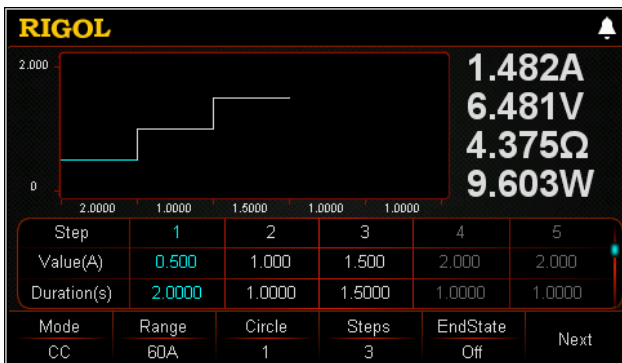 RIGOL
2.000
0
2.0000 1.0000 1.5000 1.0000 1.0000
1.482A
6.481V
4.375Ω
9.603W
Step 1 2 3 4 5
Value(A) 0.500 1.000 1.500 2.000 2.000
Duration(s) 2.0000 1.0000 1.5000 1.0000 1.0000
Mode Range Circle Steps EndState Next
CC 60A 1 3 Off